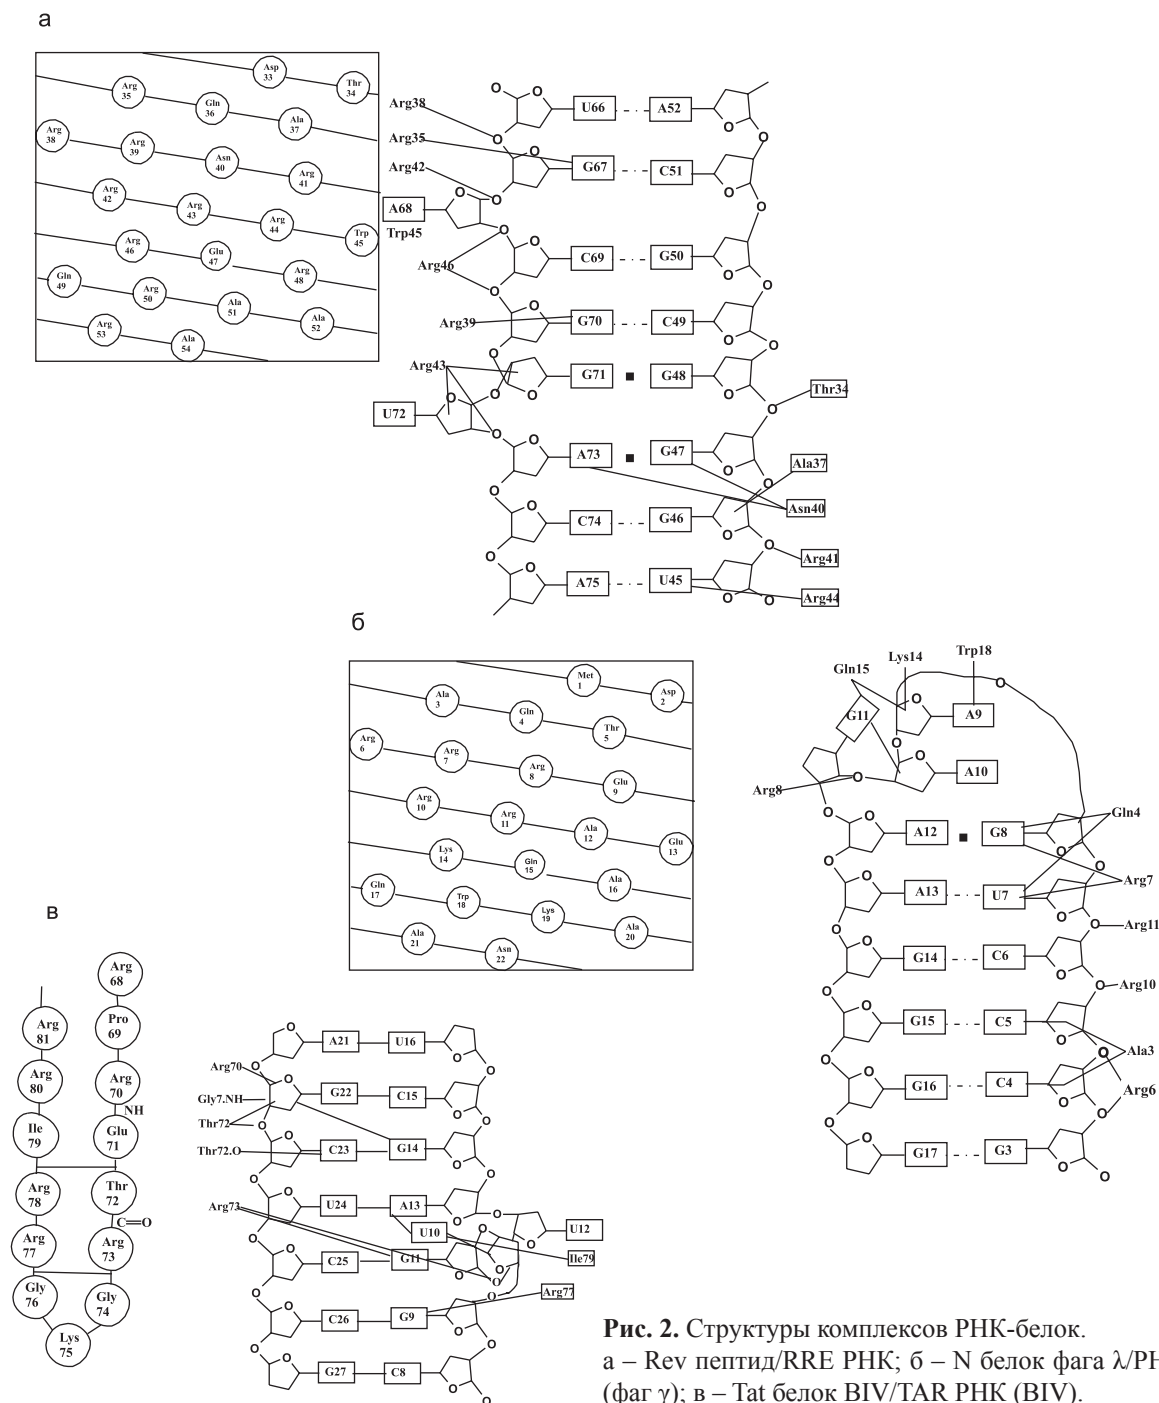 а
Asp 33
Thr 34
Arg 35
Gln 36
Ala 37
Arg 38
Arg 39
Asn 40
Arg 41
Arg 42
Arg 43
Arg 44
Trp 45
Arg 46
Glu 47
Arg 48
Gln 49
Arg 50
Ala 51
Ala 52
Arg 53
Ala 54
Arg38
Arg35
Arg42
A68
Trp45
Arg46
Arg39
Arg43
U72
O
U66
A52
G67
C51
C69
G50
G70
C49
G71
G48
A73
G47
C74
G46
A75
U45
Thr34
Ala37
Asn40
Arg41
Arg44
б
Met 1
Asp 2
Ala 3
Gln 4
Thr 5
Arg 6
Arg 7
Arg 8
Glu 9
Arg 10
Arg 11
Ala 12
Glu 13
Lys 14
Gln 15
Ala 16
Gln 17
Trp 18
Lys 19
Ala 20
Ala 21
Asn 22
Gln15
Lys14
Trp18
G11
A9
A10
Arg8
A12
G8
Gln4
A13
U7
Arg7
Arg11
G14
C6
Arg10
G15
C5
Ala3
G16
C4
Arg6
G17
G3
в
Arg 68
Pro 69
Arg 70
NH
Glu 71
Thr 72
C=O
Arg 73
Gly 74
Lys 75
Gly 76
Arg 77
Arg 78
Ile 79
Arg 80
Arg 81
A21
U16
Arg70
G22
C15
Gly7.NH
Thr72
Thr72.O
C23
G14
U24
A13
Arg73
U10
U12
Ile79
C25
G11
Arg77
C26
G9
G27
C8
Рис. 2. Структуры комплексов РНК-белок.
а – Rev пептид/RRE РНК; б – N белок фага λ/РН
(фаг γ); в – Tat белок BIV/TAR РНК (BIV).